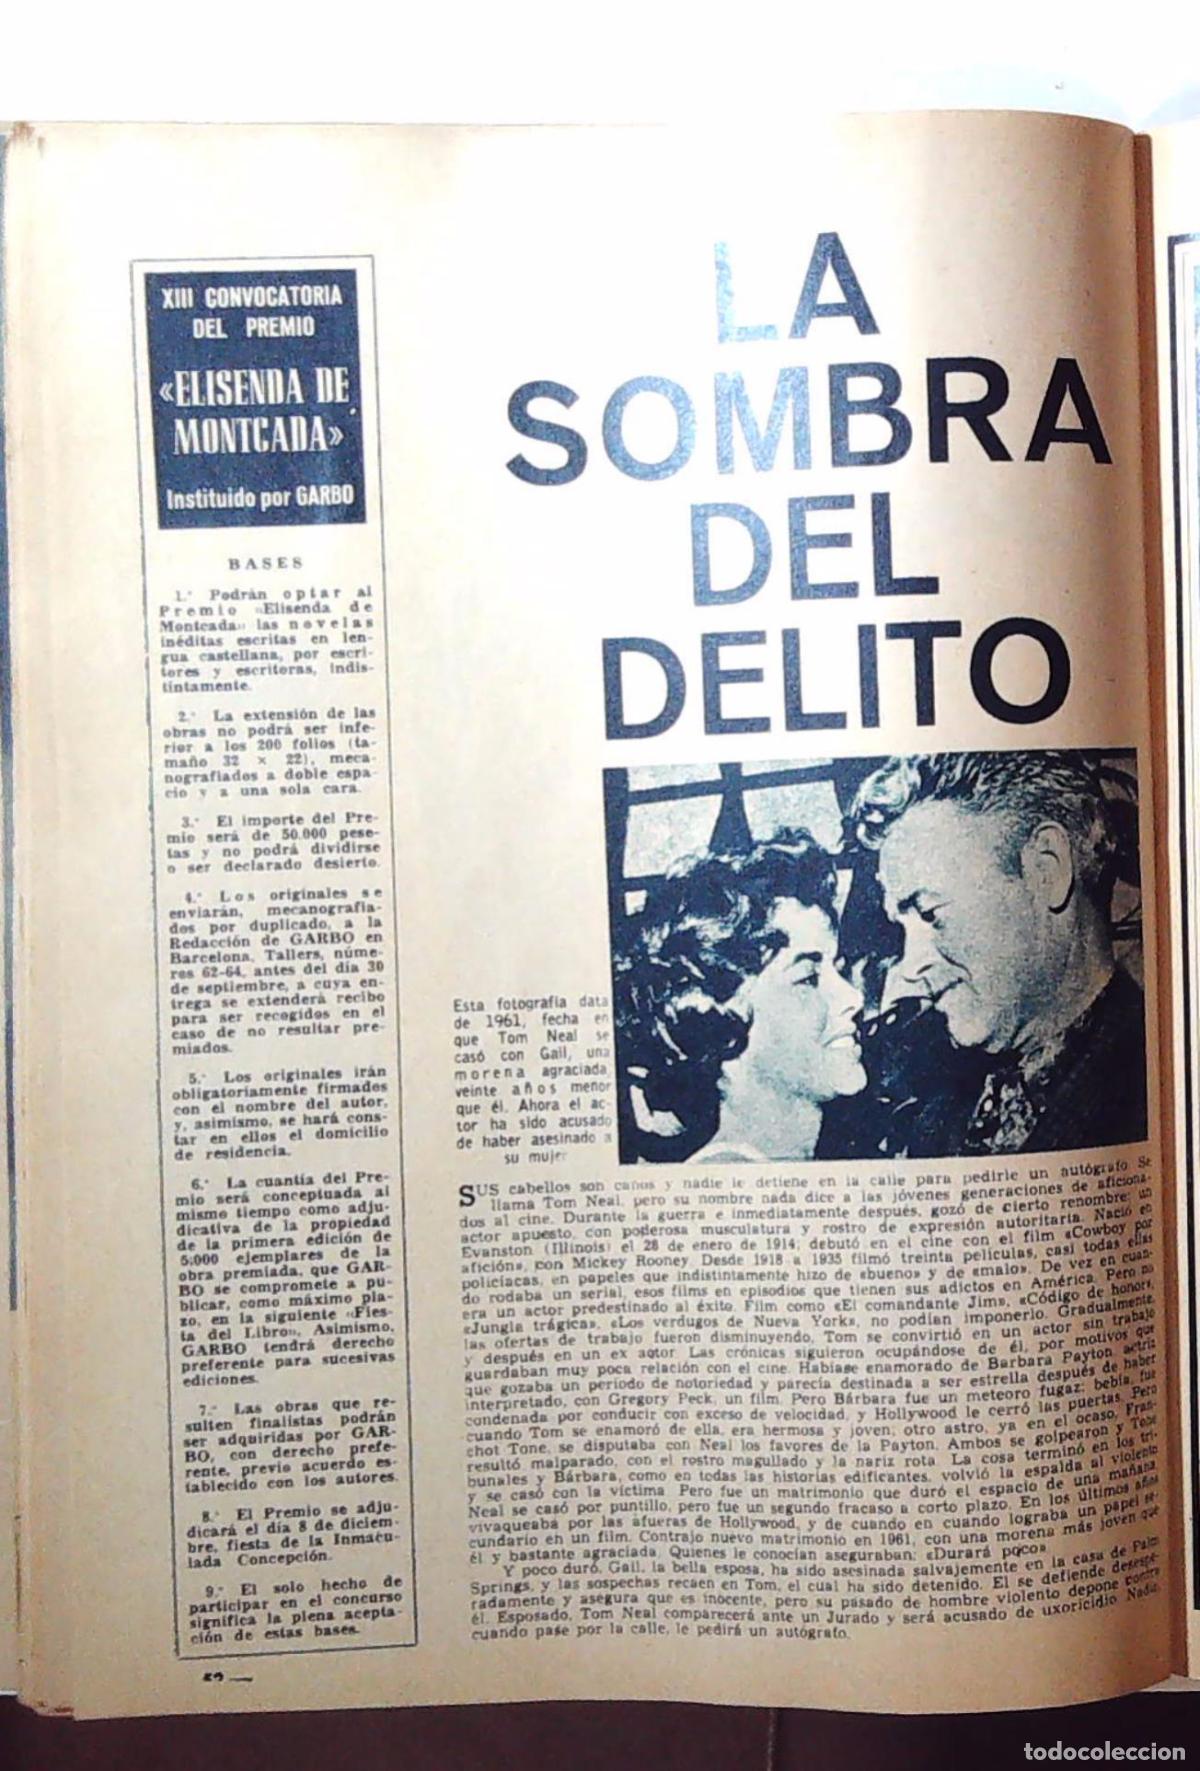 XIII CONVOCATORIA
DEL PREMIO
«ELISENDA DE
MONTCADA»
Instituido por GARBO
BASES
1.ª Podrán optar al
Premio «Elisenda de
Montcada» las novelas
inéditas escritas en len-
gua castellana, por escri-
tores y escritoras, indis-
tintamente.
2.ª La extensión de las
obras no podrá ser infe-
rior a los 200 folios (ta-
maño 32 × 22), meca-
nografiados a doble espa-
cio y a una sola cara.
3.ª El importe del Pre-
mio será de 50.000 pese-
tas y no podrá dividirse
o ser declarado desierto.
4.ª Los originales se
enviarán, mecanografia-
dos por duplicado, a la
Redacción de GARBO en
Barcelona, Tallers, núme-
ros 62-64, antes del día 30
de septiembre, a cuya en-
trega se extenderá recibo
para ser recogidos en el
caso de no resultar pre-
miados.
5.ª Los originales irán
obligatoriamente firmados
con el nombre del autor,
y, asimismo, se hará cons-
tar en ellos el domicilio
de residencia.
6.ª La cuantía del Pre-
mio será conceptuada al
mismo tiempo como adju-
dicativa de la propiedad
de la primera edición de
5.000 ejemplares de la
obra premiada, que GAR-
BO se compromete a pu-
blicar, como máximo pla-
zo, en la siguiente «Fies-
ta del Libro». Asimismo,
GARBO tendrá derecho
preferente para sucesivas
ediciones.
7.ª Las obras que re-
sulten finalistas podrán
ser adquiridas por GAR-
BO, con derecho prefe-
rente, previo acuerdo es-
tablecido con los autores.
8.ª El Premio se adju-
dicará el día 8 de diciem-
bre, fiesta de la Inmacu-
lada Concepción.
9.ª El solo hecho de
participar en el concurso
significa la plena acepta-
ción de estas bases.
52 —
LA
SOMBRA
DEL
DELITO
Esta fotografía data
de 1961, fecha en
que Tom Neal se
casó con Gail, una
morena agraciada,
veinte años menor
que él. Ahora el ac-
tor ha sido acusado
de haber asesinado a
su mujer
SUS cabellos son canos y nadie le detiene en la calle para pedirle un autógrafo Se
llama Tom Neal, pero su nombre nada dice a las jóvenes generaciones de aficiona-
dos al cine. Durante la guerra e inmediatamente después, gozó de cierto renombre: un
actor apuesto, con poderosa musculatura y rostro de expresión autoritaria. Nació en
Evanston (Illinois) el 28 de enero de 1914; debutó en el cine con el film «Cowboy por
afición», con Mickey Rooney. Desde 1918 a 1935 filmó treinta películas, casi todas ellas
policíacas, en papeles que indistintamente hizo de «bueno» y de «malo». De vez en cuan-
do rodaba un serial, esos films en episodios que tienen sus adictos en América. Pero no
era un actor predestinado al éxito. Film como «El comandante Jim», «Código de honor»,
«Jungla trágica», «Los verdugos de Nueva York», no podían imponerlo. Gradualmente,
las ofertas de trabajo fueron disminuyendo, Tom se convirtió en un actor sin trabajo
y después en un ex actor. Las crónicas siguieron ocupándose de él, por motivos que
guardaban muy poca relación con el cine. Habíase enamorado de Barbara Payton, actriz
que gozaba un período de notoriedad y parecía destinada a ser estrella después de haber
interpretado, con Gregory Peck, un film. Pero Bárbara fue un meteoro fugaz: bebía, fue
condenada por conducir con exceso de velocidad, y Hollywood le cerró las puertas. Pero
cuando Tom se enamoró de ella, era hermosa y joven; otro astro, ya en el ocaso, Fran-
chot Tone, se disputaba con Neal los favores de la Payton. Ambos se golpearon y Tone
resultó malparado, con el rostro magullado y la nariz rota. La cosa terminó en los tri-
bunales y Bárbara, como en todas las historias edificantes, volvió la espalda al violento
y se casó con la víctima. Pero fue un matrimonio que duró el espacio de una mañana.
Neal se casó por puntillo, pero fue un segundo fracaso a corto plazo. En los últimos años
vivaqueaba por las afueras de Hollywood, y de cuando en cuando lograba un papel se-
cundario en un film. Contrajo nuevo matrimonio en 1961, con una morena más joven que
él y bastante agraciada. Quienes le conocían aseguraban: «Durará poco».
Y poco duró. Gail, la bella esposa, ha sido asesinada salvajemente en la casa de Palm
Springs, y las sospechas recaen en Tom, el cual ha sido detenido. El se defiende desespe-
radamente y asegura que es inocente, pero su pasado de hombre violento depone contra
él. Esposado, Tom Neal comparecerá ante un Jurado y será acusado de uxoricidio Nadie,
cuando pase por la calle, le pedirá un autógrafo.
todocoleccion